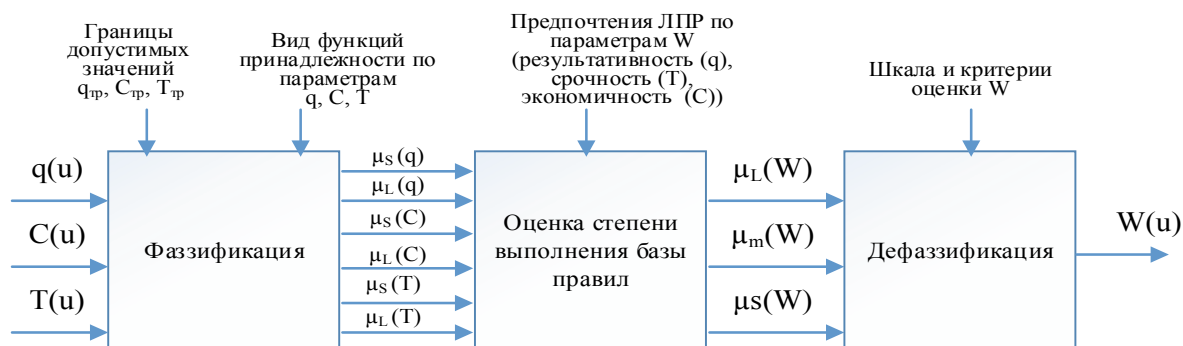 Границы
допустимых
значений
qтр, Cтр, Tтр
Вид функций
принадлежности по
параметрам
q, C, T
Предпочтения ЛПР по
параметрам W
(результативность (q),
срочность (T),
экономичность (C))
Шкала и критерии
оценки W
q(u)
C(u)
T(u)
Фаззификация
μS(q)
μL(q)
μS(C)
μL(C)
μS(T)
μL(T)
Оценка степени
выполнения базы
правил
μL(W)
μm(W)
μs(W)
Дефаззификация
W(u)